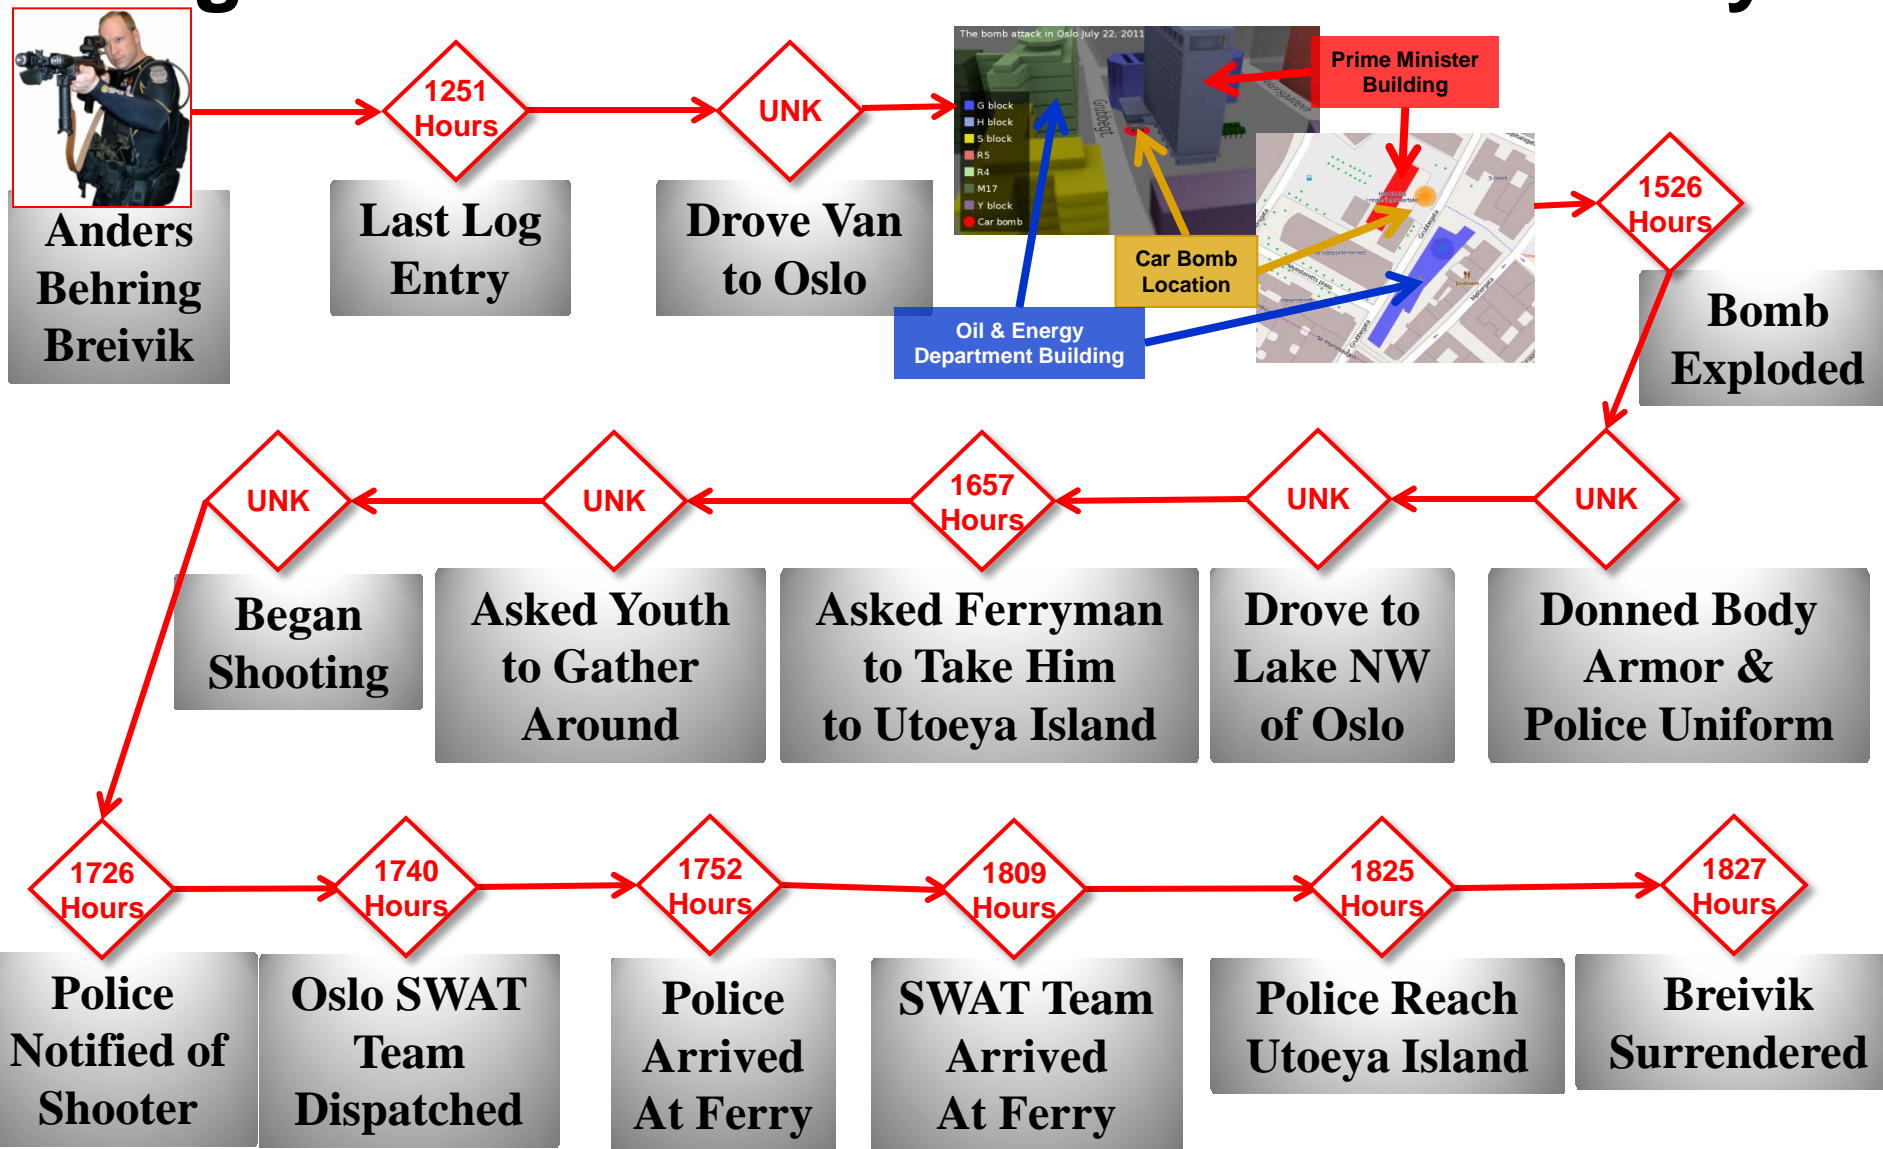 1251
Hours
UNK
The bomb attack in Oslo July 22, 2011
G block
H block
S block
R5
R4
M17
Y block
Car bomb
Grubbegt.
Prime Minister
Building
Car Bomb
Location
Oil & Energy
Department Building
Grubbegata
Grubbegata
Møllergata
1526
Hours
Anders
Behring
Breivik
Last Log
Entry
Drove Van
to Oslo
Bomb
Exploded
UNK
UNK
1657
Hours
UNK
UNK
Began
Shooting
Asked Youth
to Gather
Around
Asked Ferryman
to Take Him
to Utoeya Island
Drove to
Lake NW
of Oslo
Donned Body
Armor &
Police Uniform
1726
Hours
1740
Hours
1752
Hours
1809
Hours
1825
Hours
1827
Hours
Police
Notified of
Shooter
Oslo SWAT
Team
Dispatched
Police
Arrived
At Ferry
SWAT Team
Arrived
At Ferry
Police Reach
Utoeya Island
Breivik
Surrendered